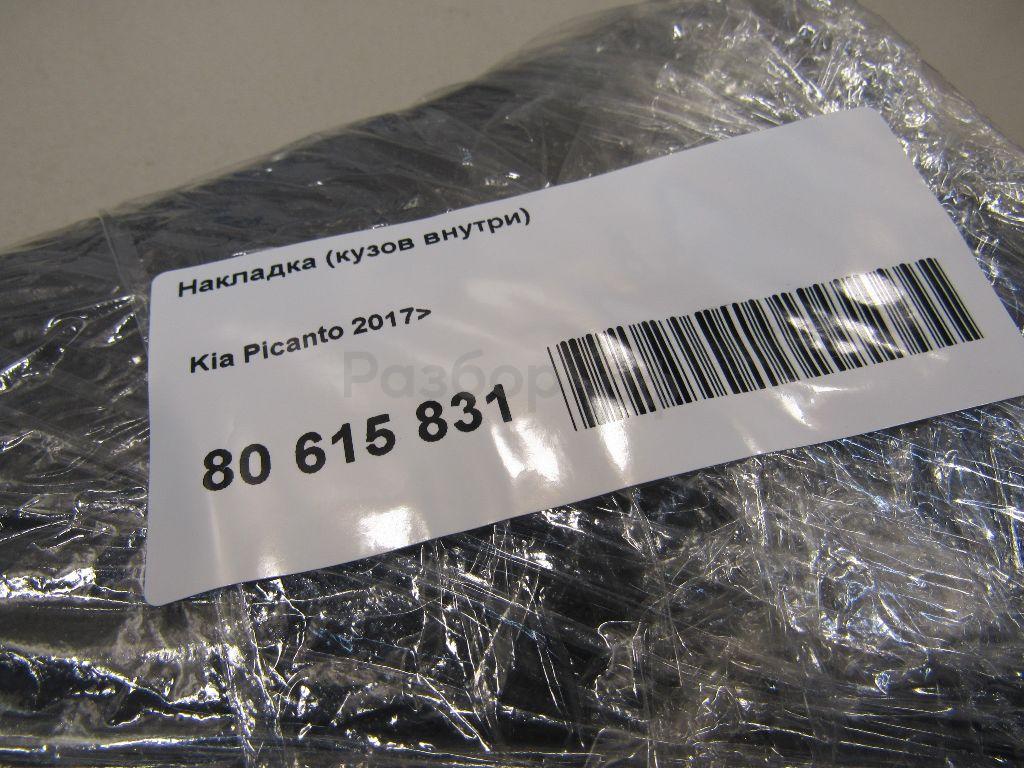 Накладка (кузов внутри)
Kia Picanto 2017>
80 615 831